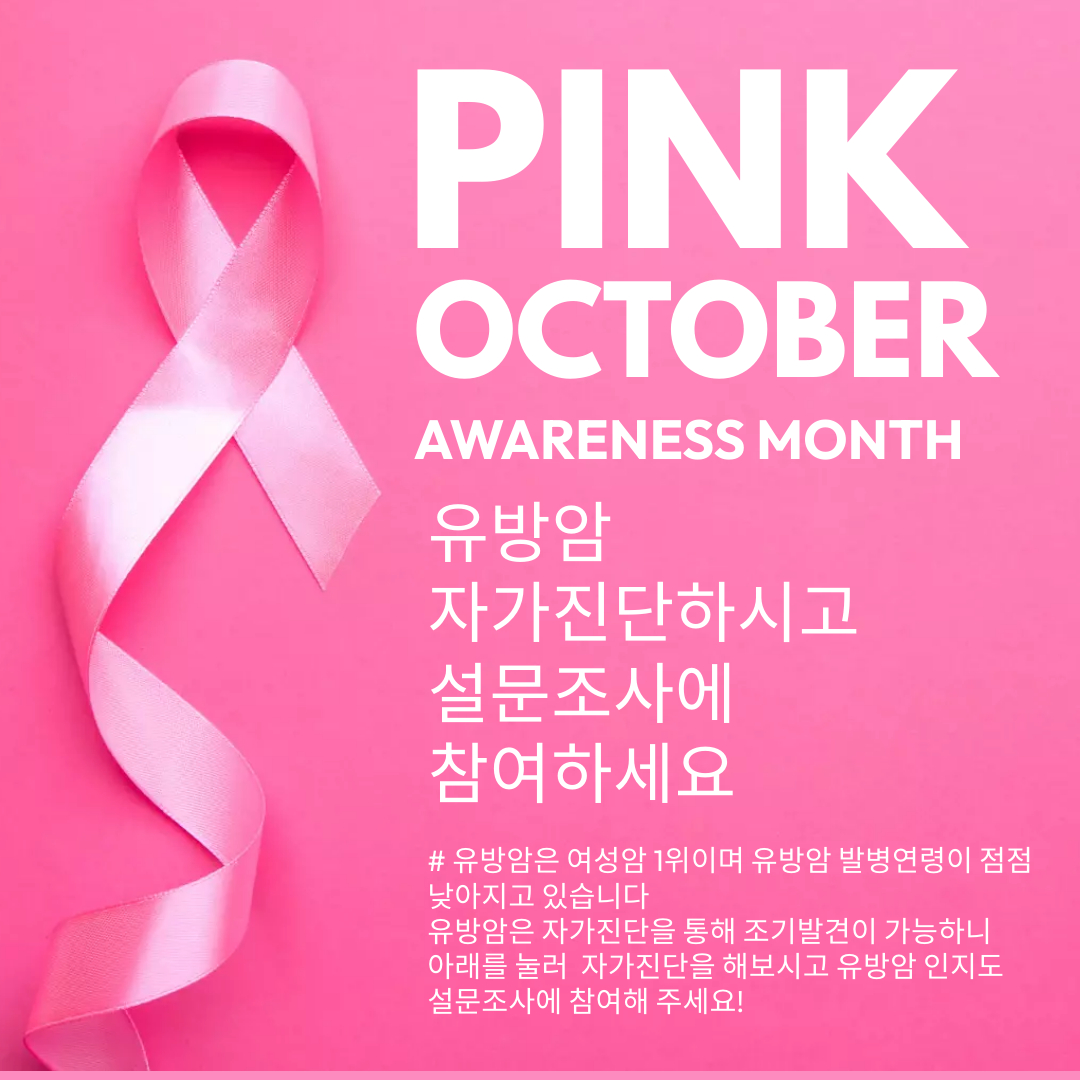 PINK
OCTOBER
AWARENESS MONTH
유방암
자가진단하시고
설문조사에
참여하세요
# 유방암은 여성암 1위이며 유방암 발병연령이 점점
낮아지고 있습니다
유방암은 자가진단을 통해 조기발견이 가능하니
아래를 눌러 자가진단을 해보시고 유방암 인지도
설문조사에 참여해 주세요!